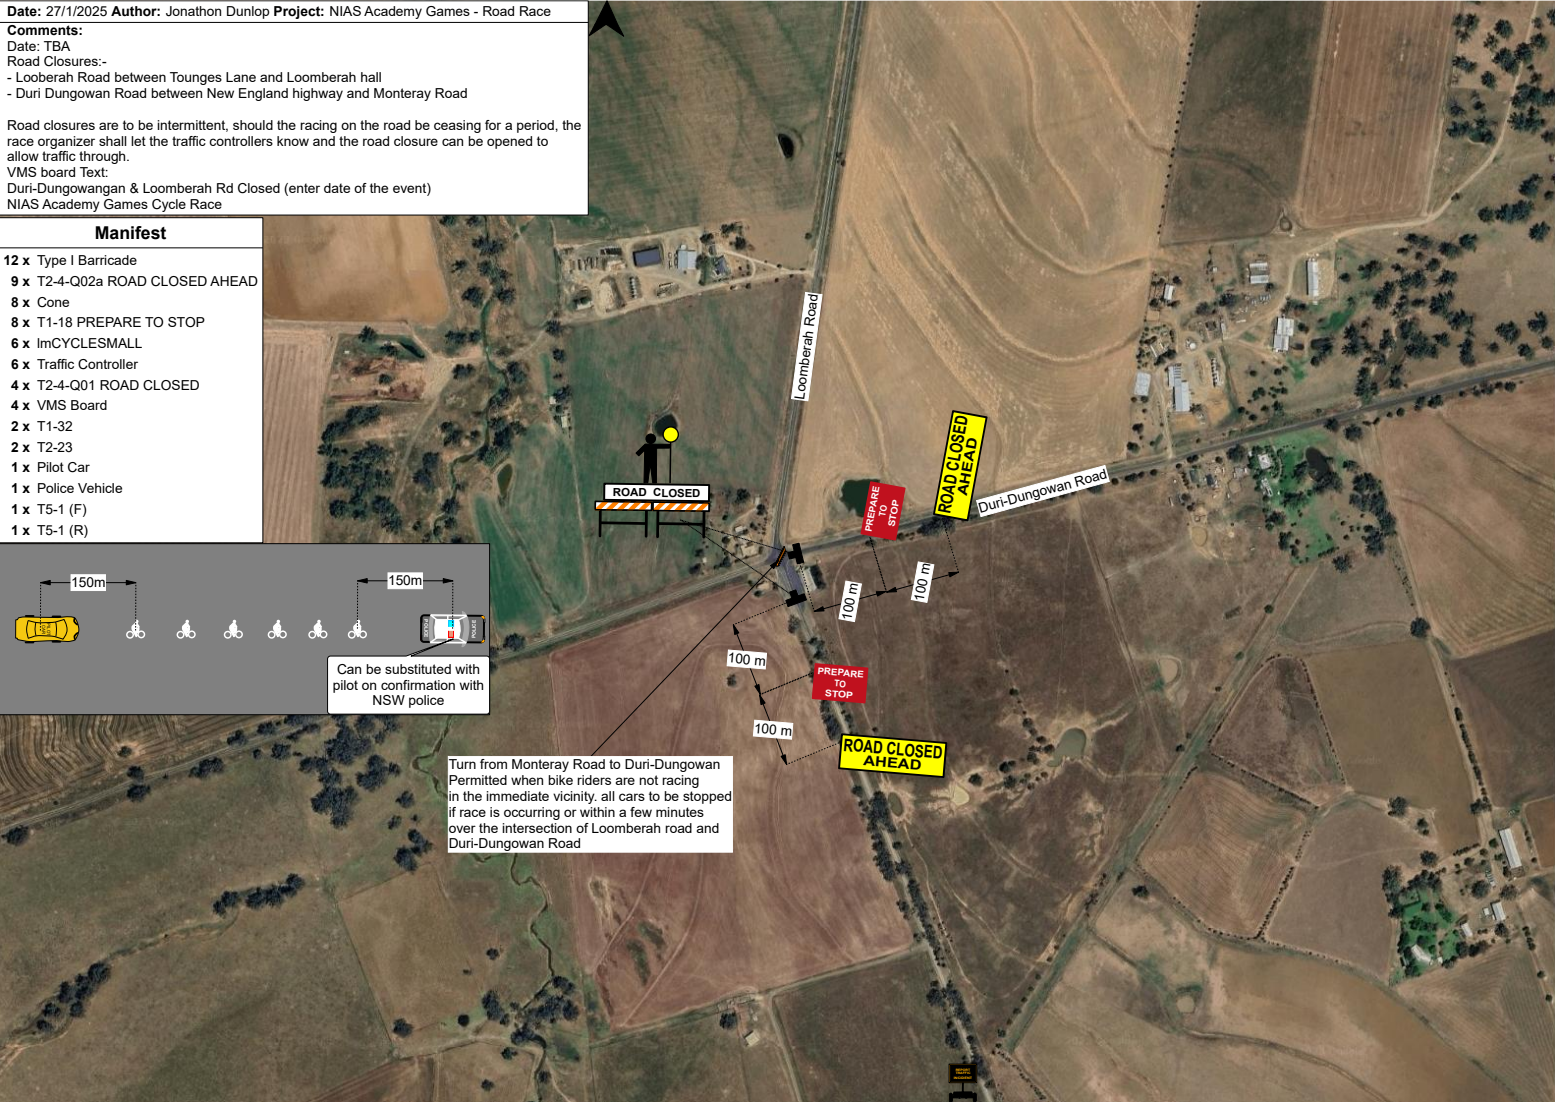 Date: 27/1/2025 Author: Jonathon Dunlop Project: NIAS Academy Games - Road Race
Comments:
Date: TBA
Road Closures:-
- Looberah Road between Tounges Lane and Loomberah hall
- Duri Dungowan Road between New England highway and Monteray Road
Road closures are to be intermittent, should the racing on the road be ceasing for a period, the
race organizer shall let the traffic controllers know and the road closure can be opened to
allow traffic through.
VMS board Text:
Duri-Dungowangan & Loomberah Rd Closed (enter date of the event)
NIAS Academy Games Cycle Race
Manifest
12 x Type I Barricade
9 x T2-4-Q02a ROAD CLOSED AHEAD
8 x Cone
8 x T1-18 PREPARE TO STOP
6 x lmCYCLESMALL
6 x Traffic Controller
4 x T2-4-Q01 ROAD CLOSED
4 x VMS Board
2 x T1-32
2 x T2-23
1 x Pilot Car
1 x Police Vehicle
1 x T5-1 (F)
1 x T5-1 (R)
150m
150m
POLICE
POLICE
Can be substituted with
pilot on confirmation with
NSW police
Loomberah Road
ROAD CLOSED
ROAD CLOSED
AHEAD
PREPARE
TO
STOP
Duri-Dungowan Road
100 m
100 m
100 m
PREPARE
TO
STOP
100 m
ROAD CLOSED
AHEAD
Turn from Monteray Road to Duri-Dungowan
Permitted when bike riders are not racing
in the immediate vicinity. all cars to be stopped
if race is occurring or within a few minutes
over the intersection of Loomberah road and
Duri-Dungowan Road
REPORT
TRAFFIC
INCIDENT